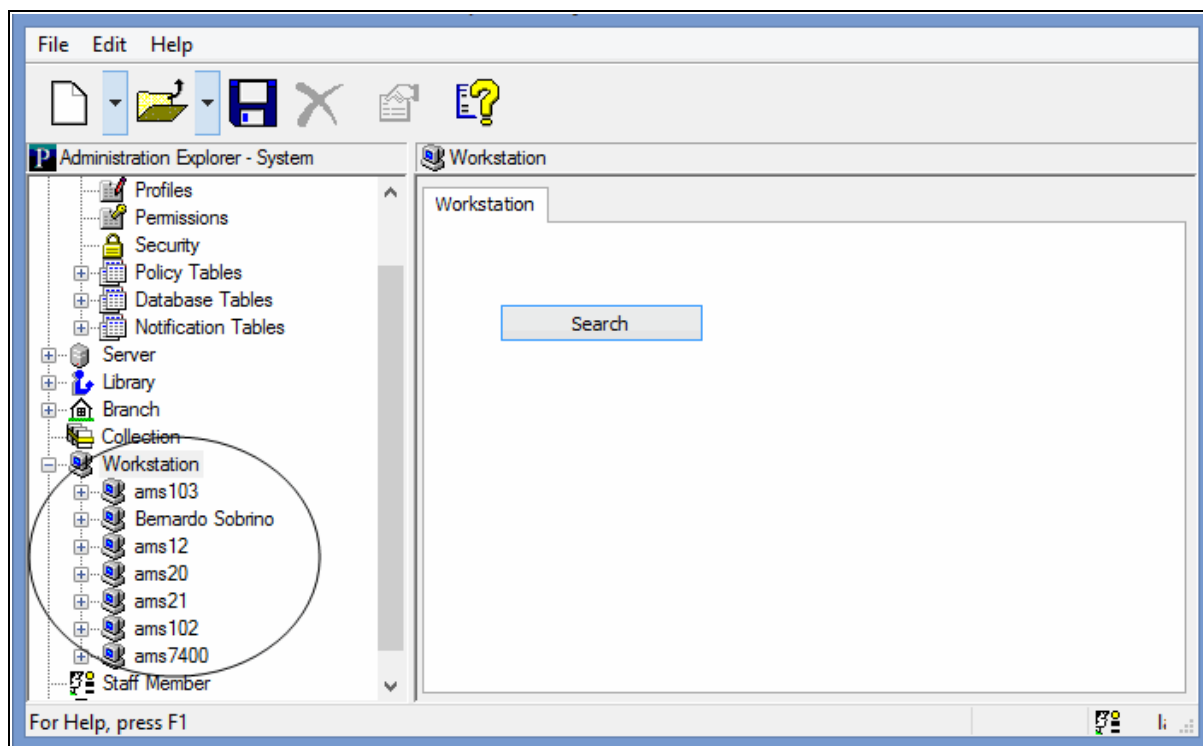 File Edit Help
Administration Explorer - System
Workstation
Profiles
Permissions
Security
Policy Tables
Database Tables
Notification Tables
Server
Library
Branch
Collection
Workstation
ams103
Bernardo Sobrino
ams12
ams20
ams21
ams102
ams7400
Staff Member
Workstation
Search
For Help, press F1